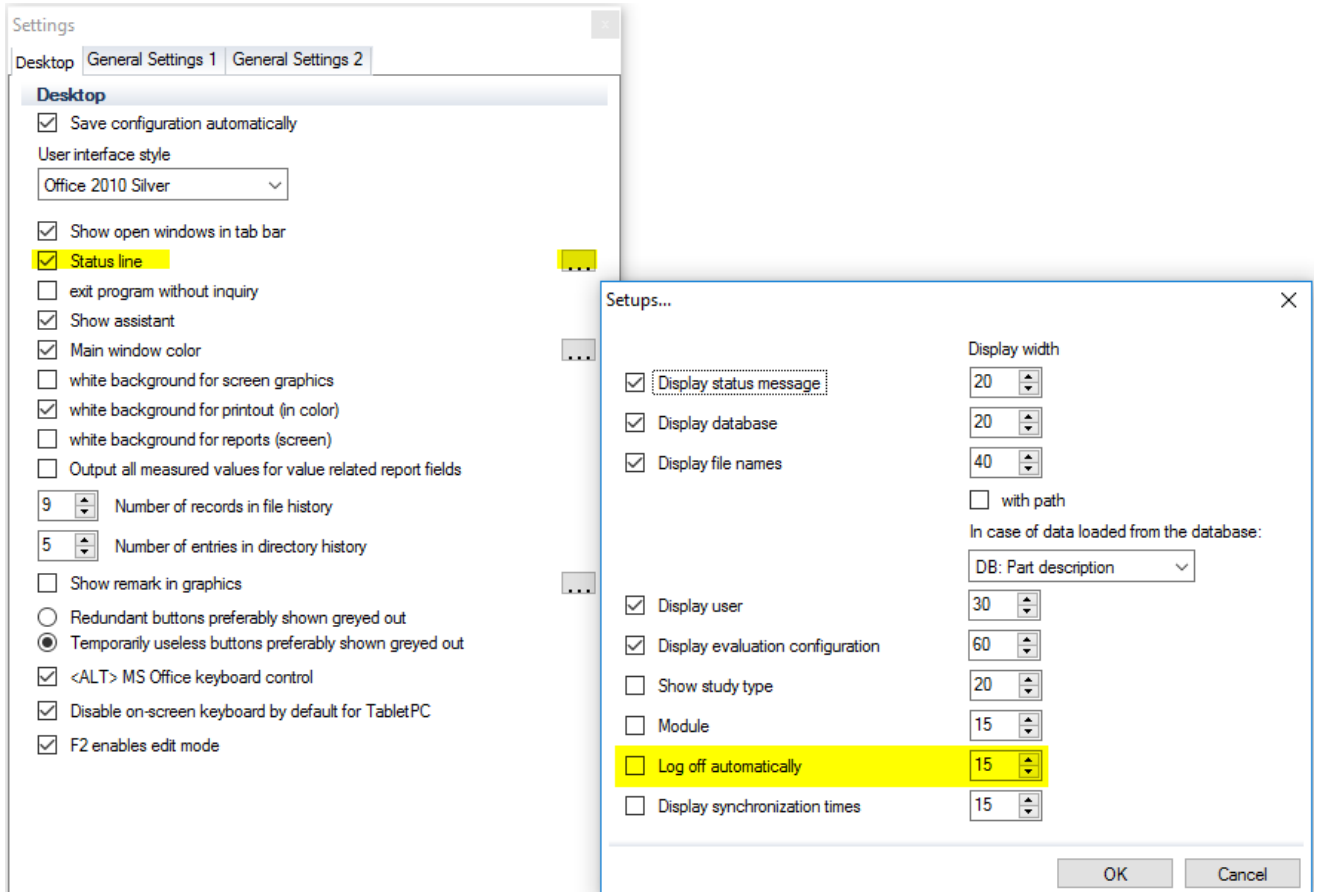 Settings
x
Desktop General Settings 1 General Settings 2
Desktop
Save configuration automatically
User interface style
Office 2010 Silver
Show open windows in tab bar
Status line ...
exit program without inquiry
Show assistant
Main window color ...
white background for screen graphics
white background for printout (in color)
white background for reports (screen)
Output all measured values for value related report fields
9 Number of records in file history
5 Number of entries in directory history
Show remark in graphics ...
Redundant buttons preferably shown greyed out
Temporarily useless buttons preferably shown greyed out
<ALT> MS Office keyboard control
Disable on-screen keyboard by default for TabletPC
F2 enables edit mode
Setups...
Display width
Display status message 20
Display database 20
Display file names 40
with path
In case of data loaded from the database:
DB: Part description
Display user 30
Display evaluation configuration 60
Show study type 20
Module 15
Log off automatically 15
Display synchronization times 15
OK Cancel